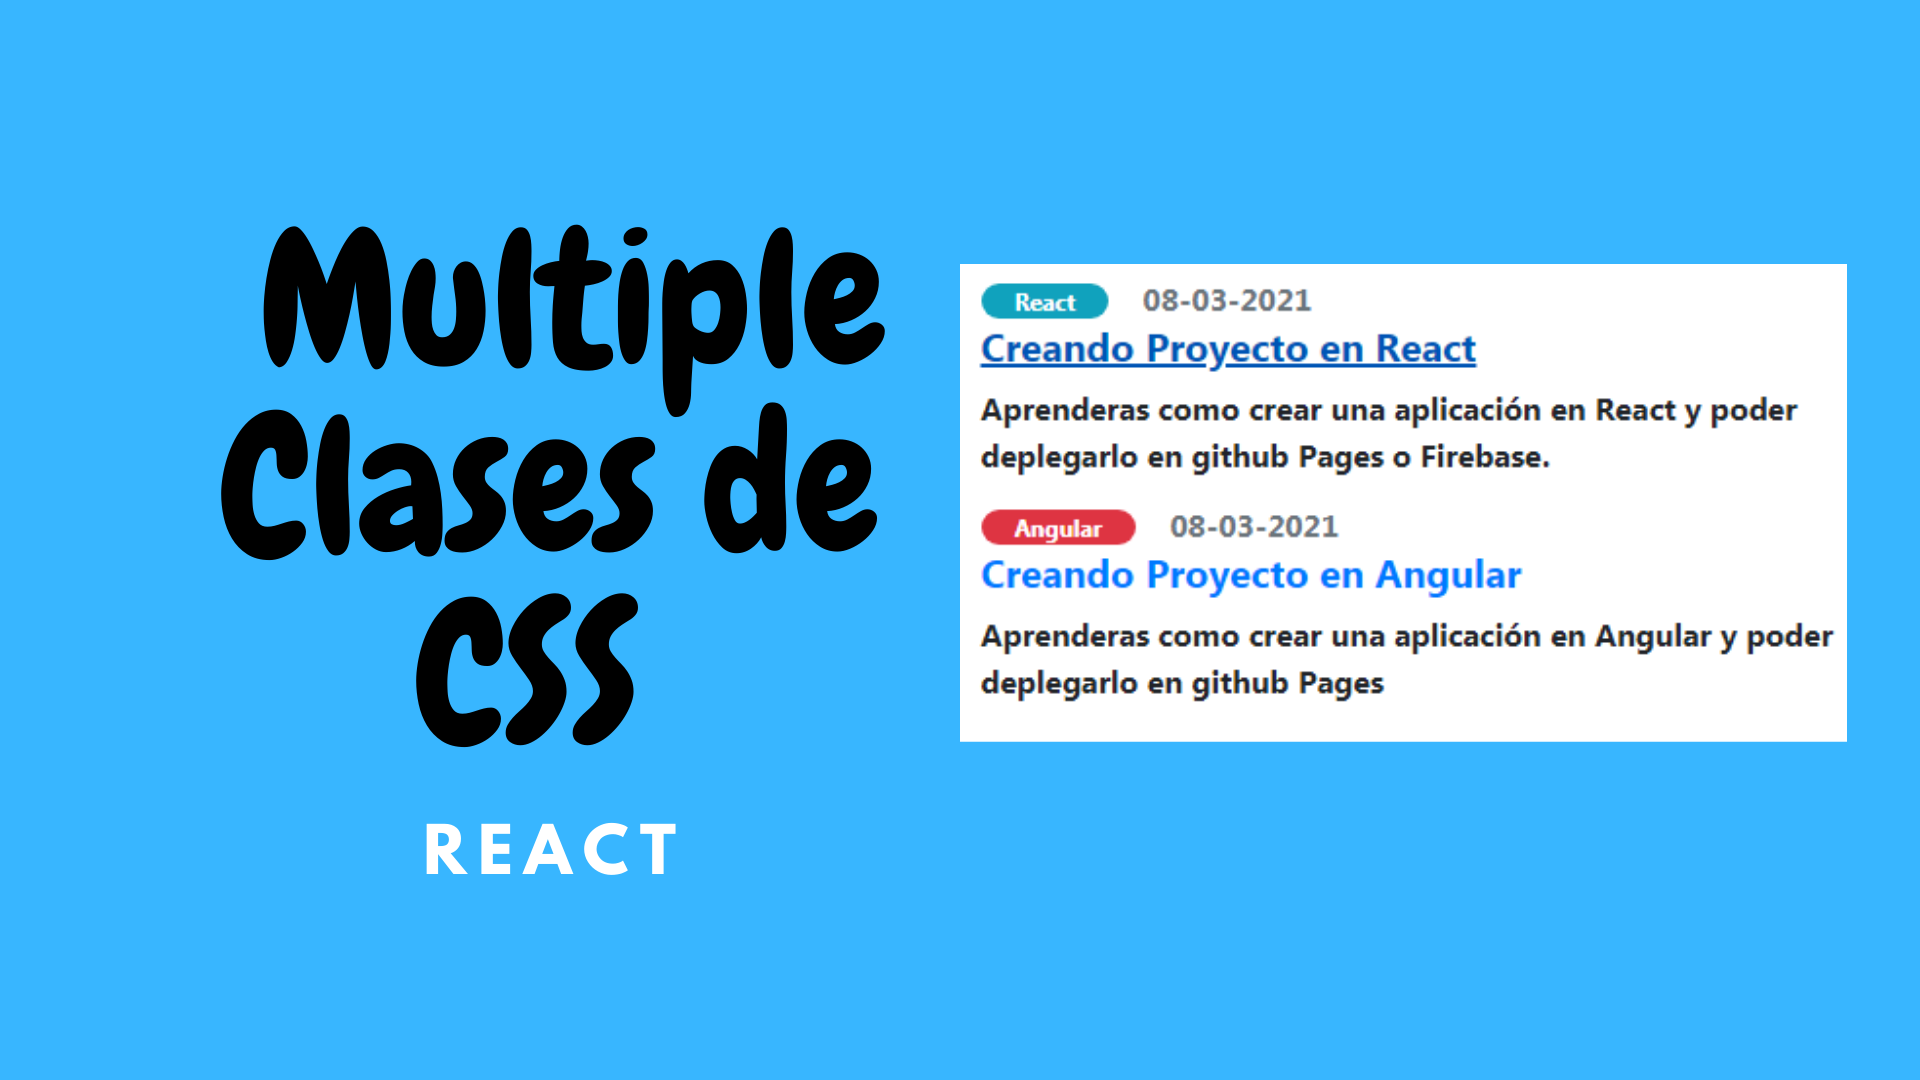 Multiple
Clases de
CSS
REACT
React 08-03-2021
Creando Proyecto en React
Aprenderas como crear una aplicación en React y poder
deplegarlo en github Pages o Firebase.
Angular 08-03-2021
Creando Proyecto en Angular
Aprenderas como crear una aplicación en Angular y poder
deplegarlo en github Pages